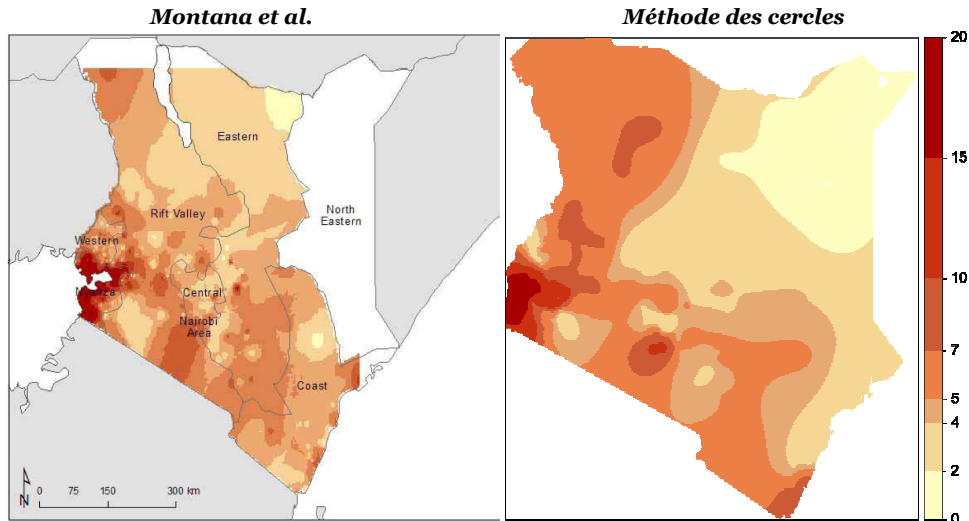 Montana et al.
Méthode des cercles
Eastern
North
Eastern
Rift Valley
Western
Nyanza
Central
Nairobi
Area
Coast
N
0 75 150 300 km
20
15
10
7
5
4
2
0